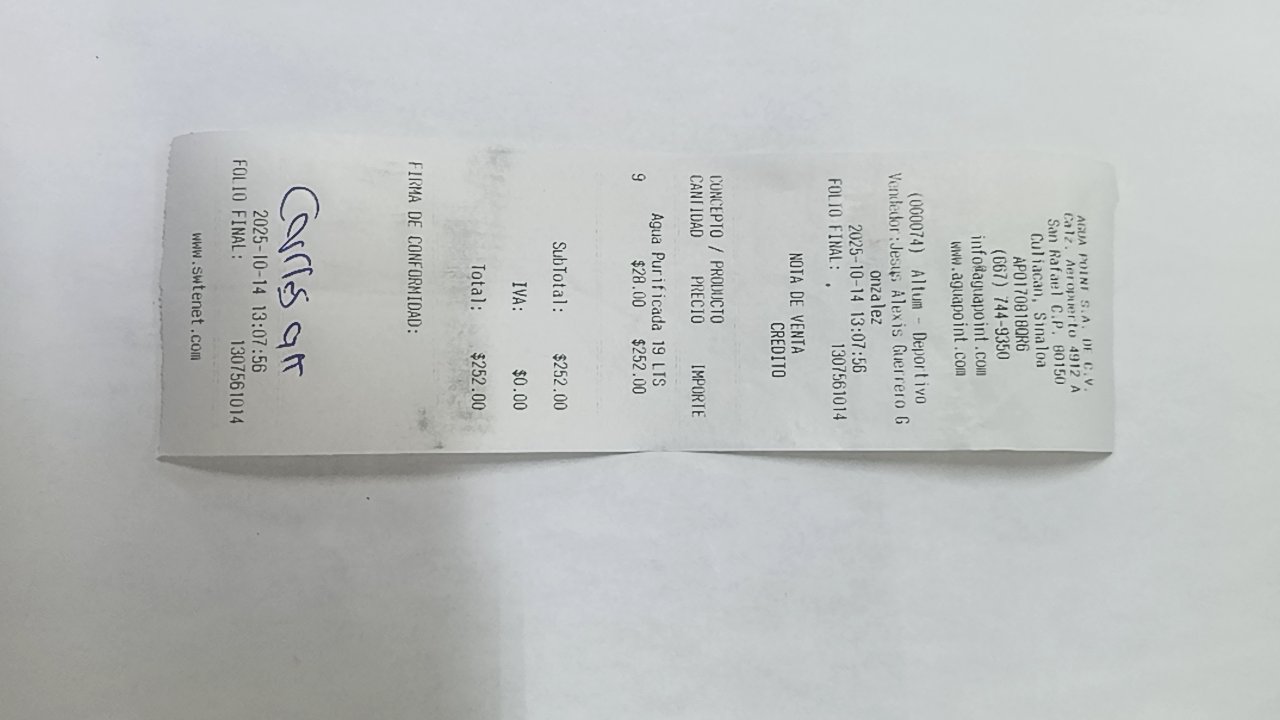 AGUA POINT S.A. DE C.V.
Calz. Aeropuerto 4912 A
San Rafael C.P. 80150
Culiacan, Sinaloa
APO170818QR6
(667) 744-9350
info@aguapoint.com
www.aguapoint.com
(000074) Altum - Deportivo
Vendedor:Jesus Alexis Guerrero G
onzalez
2025-10-14 13:07:56
FOLIO FINAL: , 1307561014
NOTA DE VENTA
CREDITO
CONCEPTO / PRODUCTO
CANTIDAD PRECIO IMPORTE
Agua Purificada 19 LTS
9 $28.00 $252.00
SubTotal: $252.00
IVA: $0.00
Total: $252.00
FIRMA DE CONFORMIDAD:
2025-10-14 13:07:56
FOLIO FINAL: 1307561014
www.swtenet.com